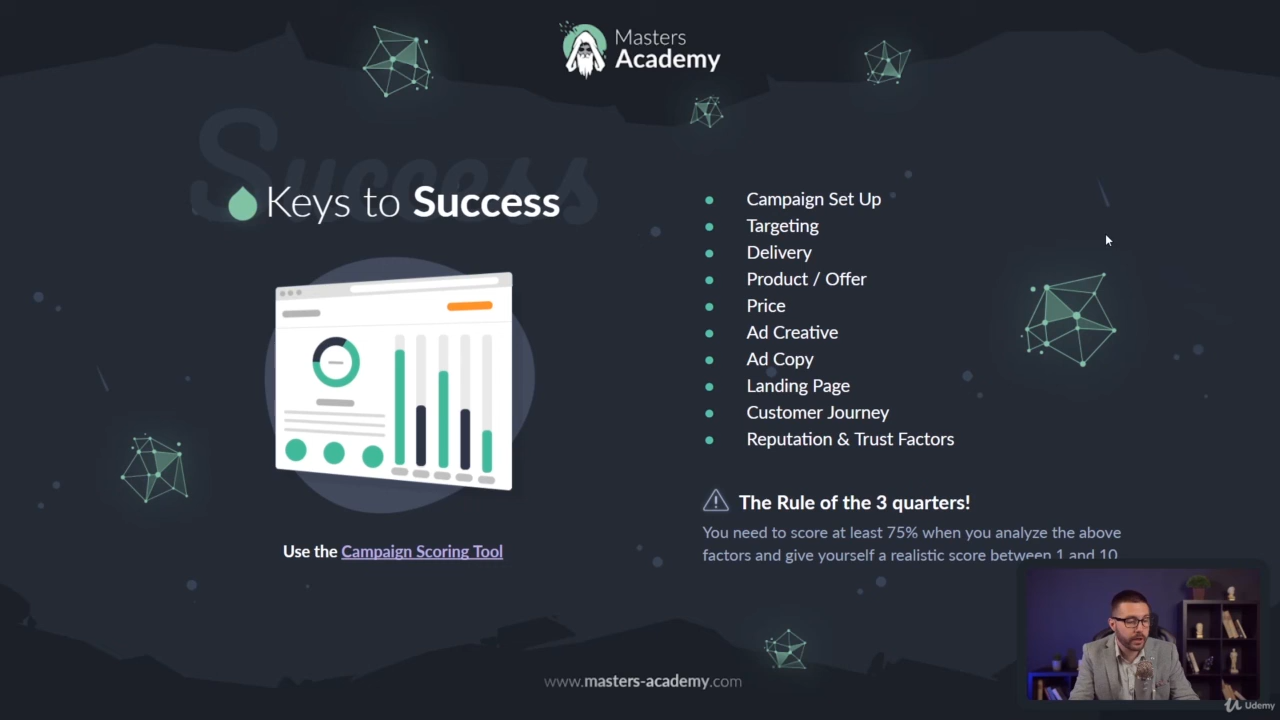 Masters
Academy
Success
Keys to Success
Campaign Set Up
Targeting
Delivery
Product / Offer
Price
Ad Creative
Ad Copy
Landing Page
Customer Journey
Reputation & Trust Factors
The Rule of the 3 quarters!
You need to score at least 75% when you analyze the above
factors and give yourself a realistic score between 1 and 10
Use the Campaign Scoring Tool
www.masters-academy.com
Udemy